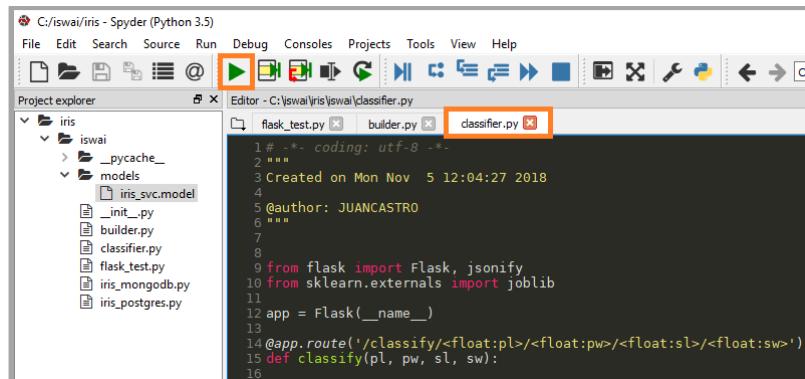 C:/iswai/iris - Spyder (Python 3.5)
File Edit Search Source Run Debug Consoles Projects Tools View Help
Project explorer
Editor - C:\iswai\iris\iswai\classifier.py
iris
iswai
__pycache__
models
iris_svc.model
__init__.py
builder.py
classifier.py
flask_test.py
iris_mongodb.py
iris_postgres.py
flask_test.py builder.py classifier.py
1 # -*- coding: utf-8 -*-
2 """
3 Created on Mon Nov  5 12:04:27 2018
4
5 @author: JUANCASTRO
6 """
7
8
9 from flask import Flask, jsonify
10 from sklearn.externals import joblib
11
12 app = Flask(__name__)
13
14 @app.route('/classify/<float:pl>/<float:pw>/<float:sl>/<float:sw>')
15 def classify(pl, pw, sl, sw):
16